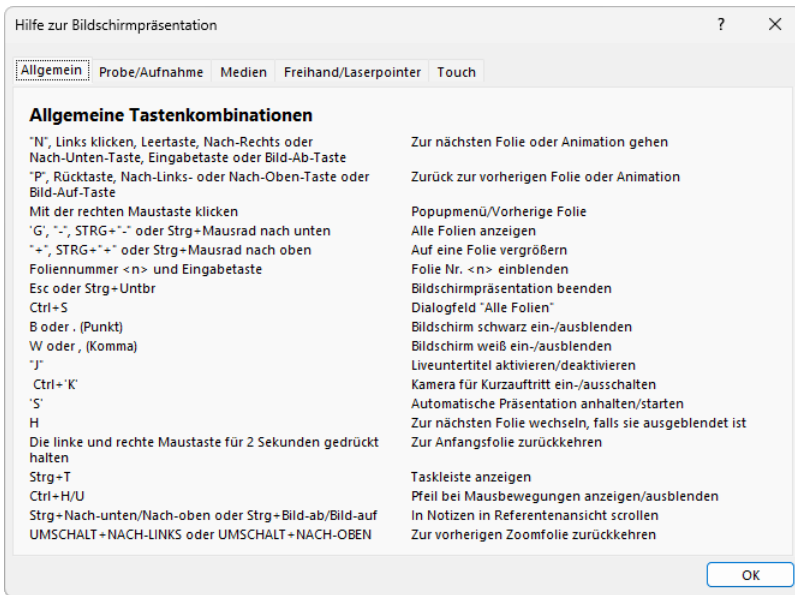 Hilfe zur Bildschirmpräsentation
Allgemein Probe/Aufnahme Medien Freihand/Laserpointer Touch
Allgemeine Tastenkombinationen
"N", Links klicken, Leertaste, Nach-Rechts oder Zur nächsten Folie oder Animation gehen
Nach-Unten-Taste, Eingabetaste oder Bild-Ab-Taste
"P", Rücktaste, Nach-Links- oder Nach-Oben-Taste oder Zurück zur vorherigen Folie oder Animation
Bild-Auf-Taste
Mit der rechten Maustaste klicken Popupmenü/Vorherige Folie
'G', "-", STRG+"-" oder Strg+Mausrad nach unten Alle Folien anzeigen
"+", STRG+"+" oder Strg+Mausrad nach oben Auf eine Folie vergrößern
Foliennummer <n> und Eingabetaste Folie Nr. <n> einblenden
Esc oder Strg+Untbr Bildschirmpräsentation beenden
Ctrl+S Dialogfeld "Alle Folien"
B oder . (Punkt) Bildschirm schwarz ein-/ausblenden
W oder , (Komma) Bildschirm weiß ein-/ausblenden
"J" Liveuntertitel aktivieren/deaktivieren
Ctrl+'K' Kamera für Kurzauftritt ein-/ausschalten
'S' Automatische Präsentation anhalten/starten
H Zur nächsten Folie wechseln, falls sie ausgeblendet ist
Die linke und rechte Maustaste für 2 Sekunden gedrückt Zur Anfangsfolie zurückkehren
halten
Strg+T Taskleiste anzeigen
Ctrl+H/U Pfeil bei Mausbewegungen anzeigen/ausblenden
Strg+Nach-unten/Nach-oben oder Strg+Bild-ab/Bild-auf In Notizen in Referentenansicht scrollen
UMSCHALT+NACH-LINKS oder UMSCHALT+NACH-OBEN Zur vorherigen Zoomfolie zurückkehren
OK